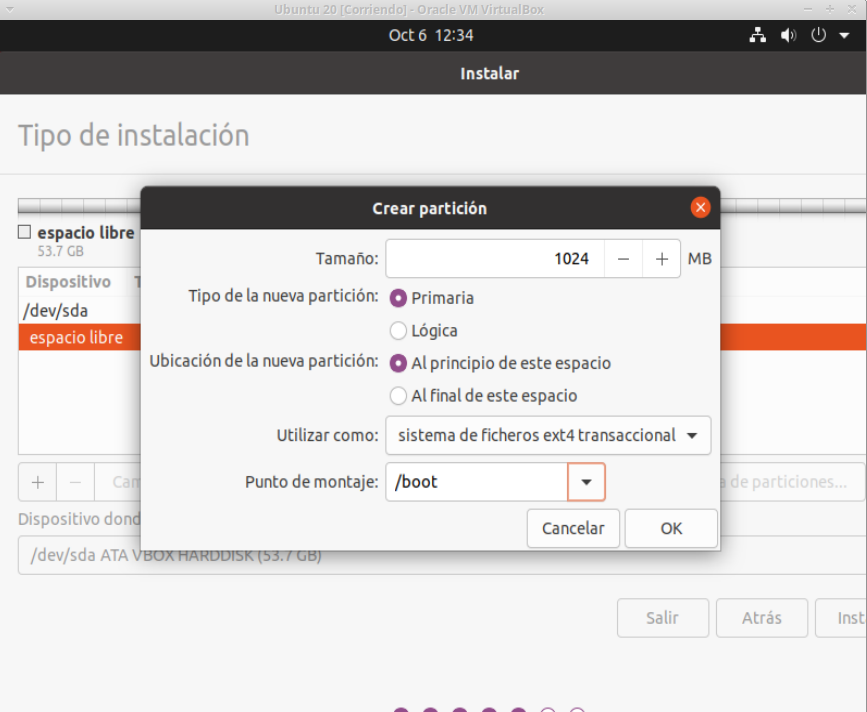 Ubuntu 20 [Corriendo] - Oracle VM VirtualBox
Oct 6 12:34
Instalar
Tipo de instalación
Crear partición
espacio libre
53.7 GB
Tamaño: 1024 MB
Dispositivo
Tipo de la nueva partición: Primaria
/dev/sda
Lógica
espacio libre
Ubicación de la nueva partición: Al principio de este espacio
Al final de este espacio
Utilizar como: sistema de ficheros ext4 transaccional
+ − Cam
Punto de montaje: /boot
a de particiones...
Dispositivo dond
Cancelar OK
/dev/sda ATA VBOX HARDDISK (53.7 GB)
Salir Atrás Inst